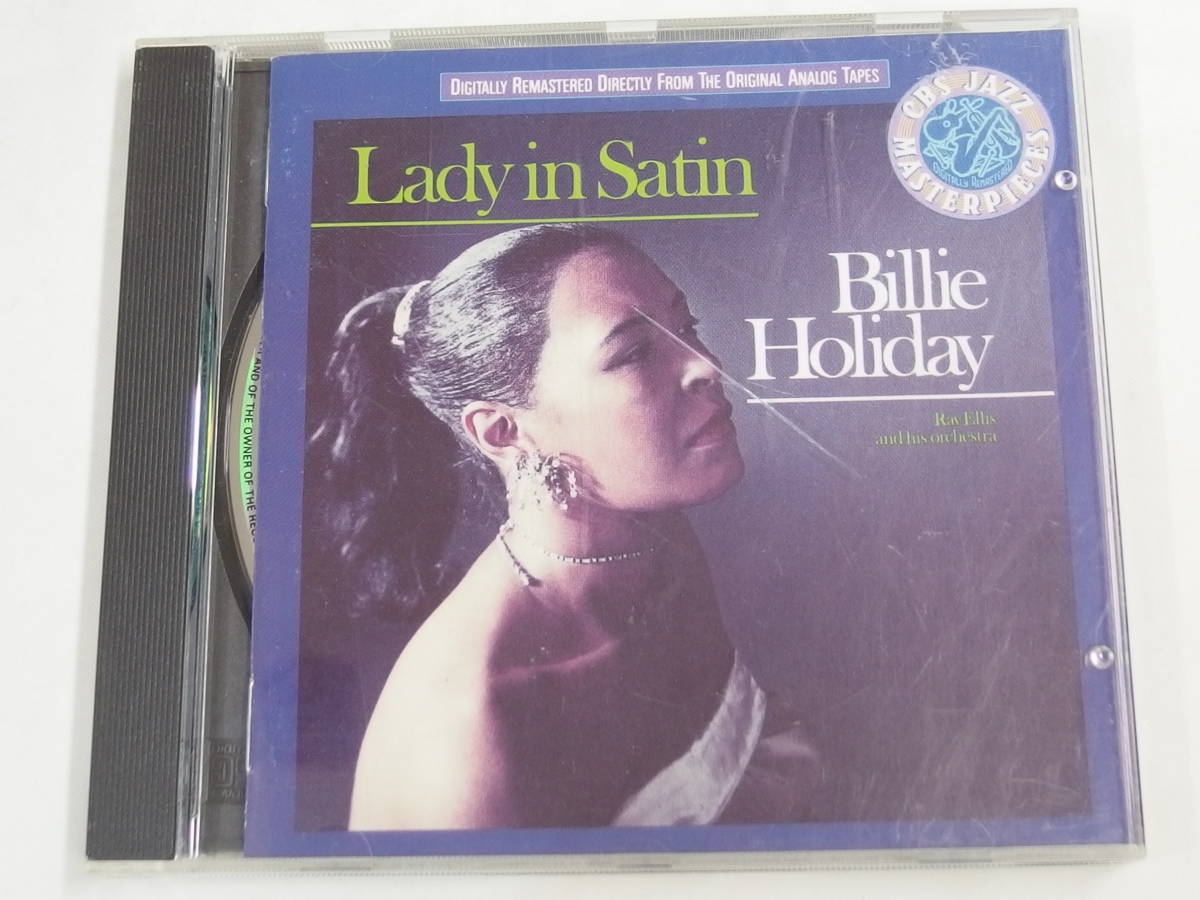 DIGITALLY REMASTERED DIRECTLY FROM THE ORIGINAL ANALOG TAPES
CBS JAZZ
MASTERPIECES
DIGITALLY REMASTERED
Lady in Satin
Billie
Holiday
Ray Ellis
and his orchestra
AND OF THE OWNER OF THE